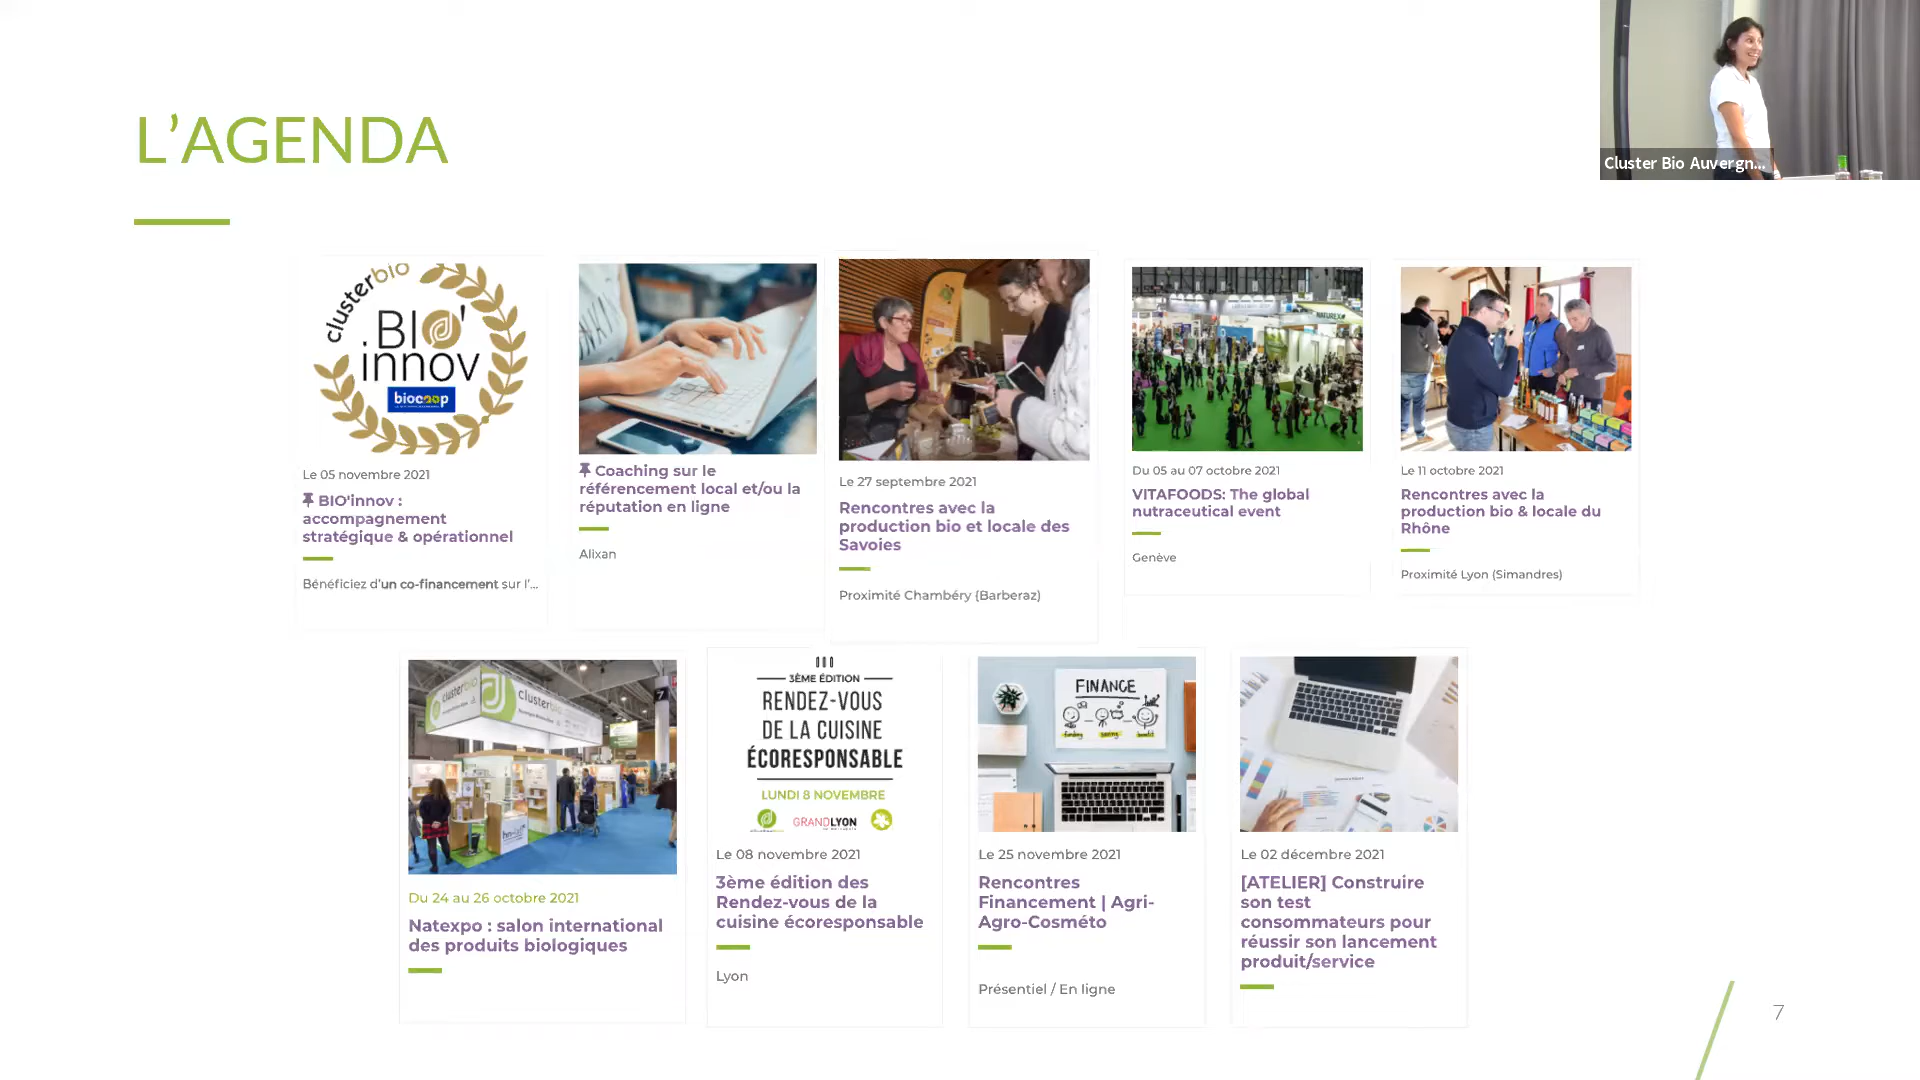 L'AGENDA
Cluster Bio Auvergn...
clusterbio
BIO'
innov
biocoop
Le 05 novembre 2021
BIO'innov :
accompagnement
stratégique & opérationnel
Bénéficiez d'un co-financement sur l'...
Coaching sur le
référencement local et/ou la
réputation en ligne
Alixan
Le 27 septembre 2021
Rencontres avec la
production bio et locale des
Savoies
Proximité Chambéry (Barberaz)
NATUREX
Du 05 au 07 octobre 2021
VITAFOODS: The global
nutraceutical event
Genève
Le 11 octobre 2021
Rencontres avec la
production bio & locale du
Rhône
Proximité Lyon (Simandres)
clusterbio
clusterbio
7
Du 24 au 26 octobre 2021
Natexpo : salon international
des produits biologiques
3ÈME ÉDITION
RENDEZ-VOUS
DE LA CUISINE
ÉCORESPONSABLE
LUNDI 8 NOVEMBRE
GRANDLYON
Le 08 novembre 2021
3ème édition des
Rendez-vous de la
cuisine écoresponsable
Lyon
FINANCE
funding
saving
benefit
Le 25 novembre 2021
Rencontres
Financement | Agri-
Agro-Cosméto
Présentiel / En ligne
Le 02 décembre 2021
[ATELIER] Construire
son test
consommateurs pour
réussir son lancement
produit/service
7